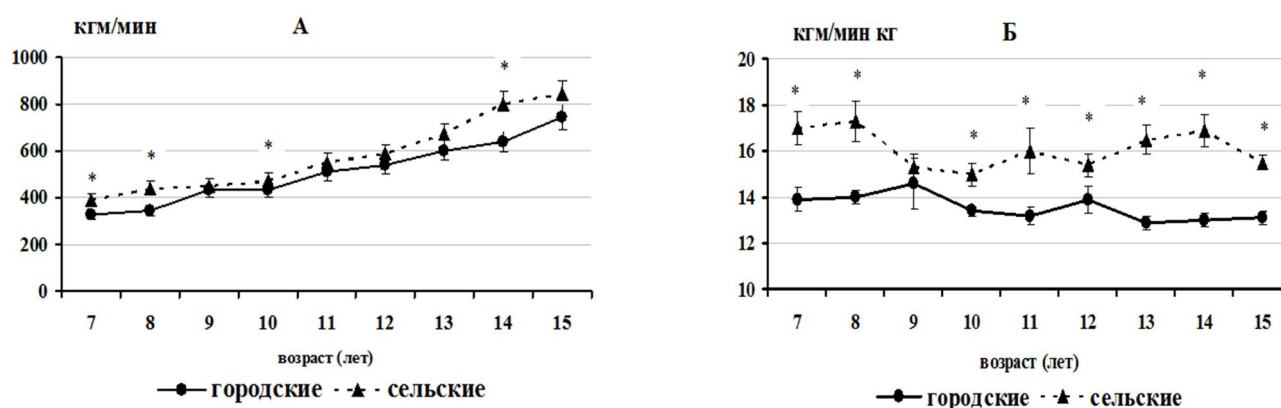 кгм/мин А
1000
800
600
400
200
0
* * * *
7 8 9 10 11 12 13 14 15
возраст (лет)
городские сельские
кгм/мин кг Б
20
18
16
14
12
10
* * * * * * * *
7 8 9 10 11 12 13 14 15
возраст (лет)
городские сельские